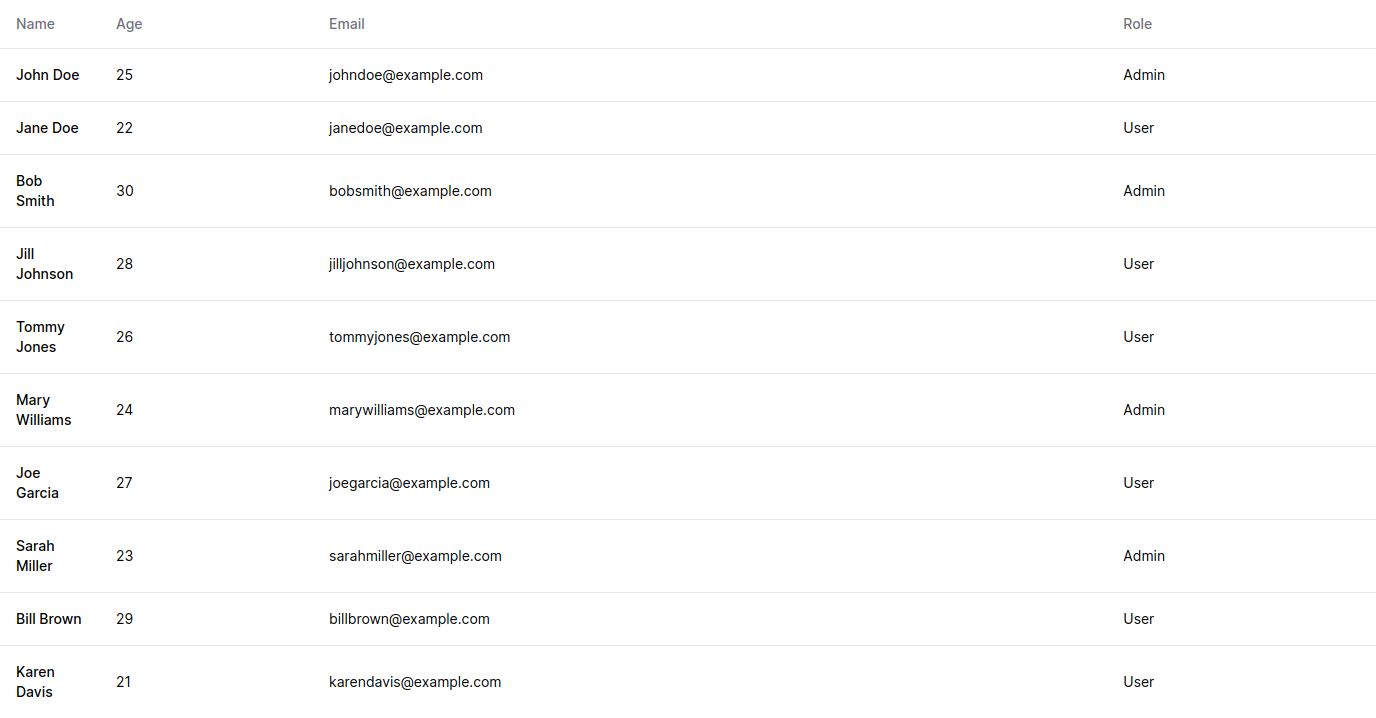 Name Age Email Role
John Doe 25 johndoe@example.com Admin
Jane Doe 22 janedoe@example.com User
Bob
Smith 30 bobsmith@example.com Admin
Jill
Johnson 28 jilljohnson@example.com User
Tommy
Jones 26 tommyjones@example.com User
Mary
Williams 24 marywilliams@example.com Admin
Joe
Garcia 27 joegarcia@example.com User
Sarah
Miller 23 sarahmiller@example.com Admin
Bill Brown 29 billbrown@example.com User
Karen
Davis 21 karendavis@example.com User